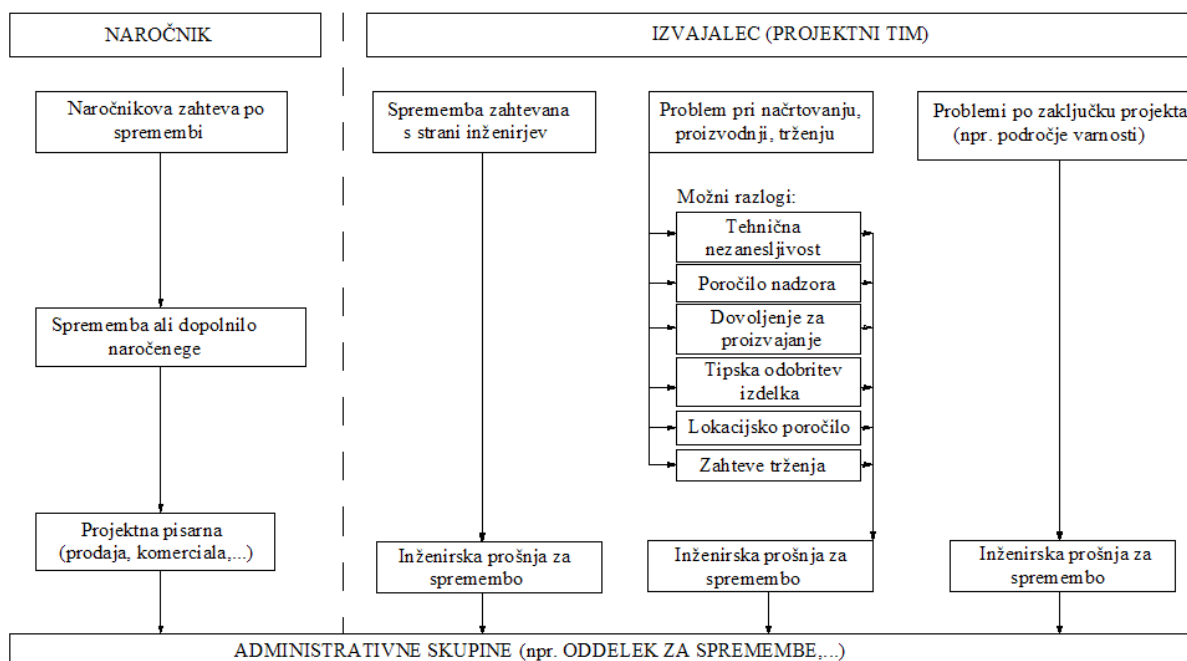 NAROČNIK
IZVAJALEC (PROJEKTNI TIM)
Naročnikova zahteva po
spremembi
Sprememba ali dopolnilo
naročenege
Projektna pisarna
(prodaja, komerciala,...)
Sprememba zahtevana
s strani inženirjev
Inženirska prošnja za
spremembo
Problem pri načrtovanju,
proizvodnji, trženju
Možni razlogi:
Tehnična
nezanesljivost
Poročilo nadzora
Dovoljenje za
proizvajanje
Tipska odobritev
izdelka
Lokacijsko poročilo
Zahteve trženja
Inženirska prošnja za
spremembo
Problemi po zaključku projekta
(npr. področje varnosti)
Inženirska prošnja za
spremembo
ADMINISTRATIVNE SKUPINE (npr. ODDELEK ZA SPREMEMBE,...)